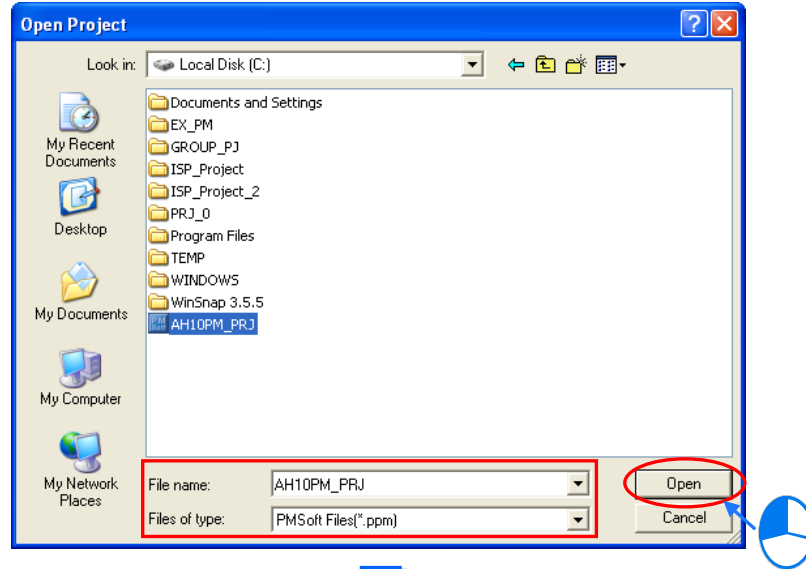 Open Project
Look in:
Local Disk (C:)
My Recent
Documents
Desktop
My Documents
My Computer
My Network
Places
Documents and Settings
EX_PM
GROUP_PJ
ISP_Project
ISP_Project_2
PRJ_0
Program Files
TEMP
WINDOWS
WinSnap 3.5.5
AH10PM_PRJ
File name:
AH10PM_PRJ
Open
Files of type:
PMSoft Files(*.ppm)
Cancel